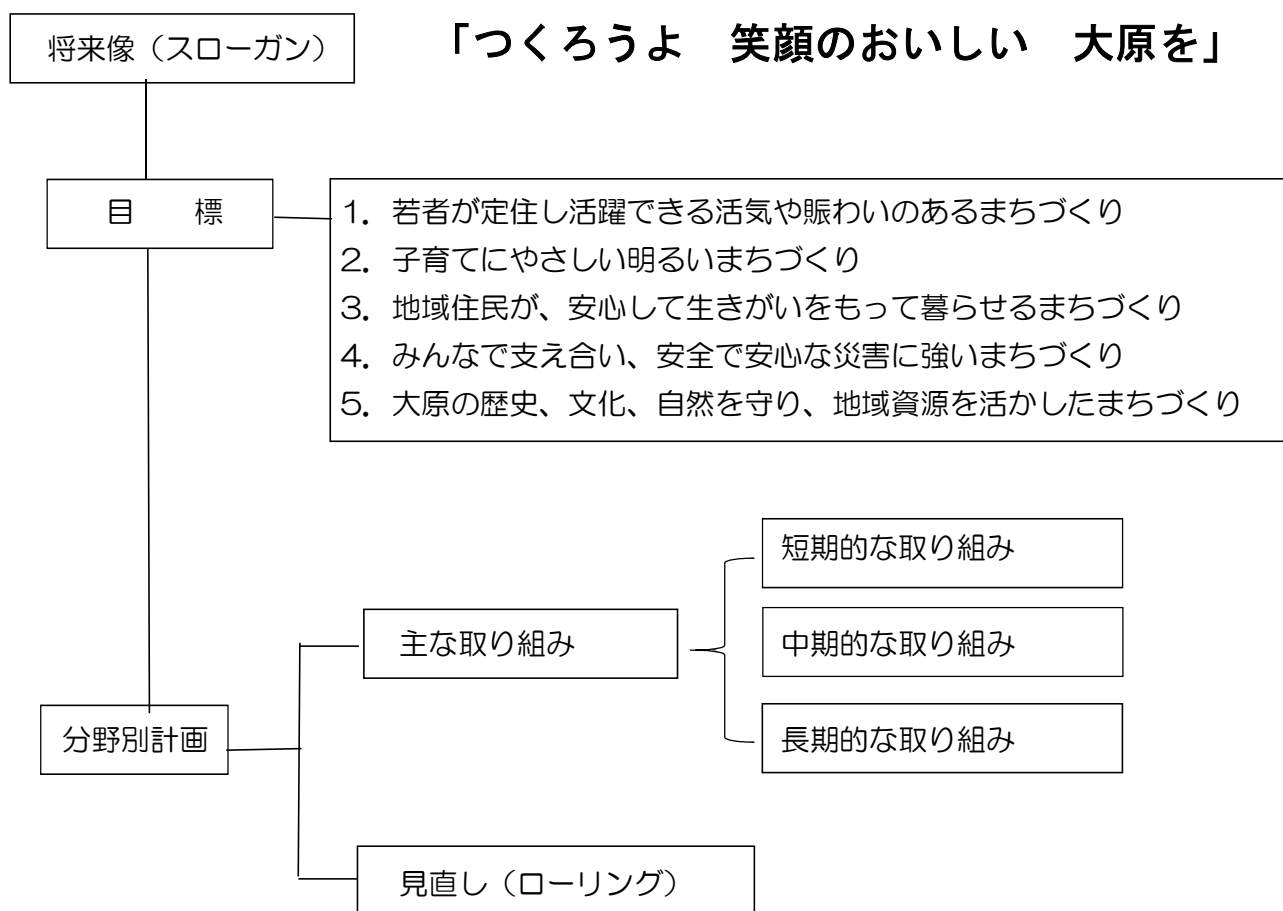 将来像（スローガン）
「つくろうよ　笑顔のおいしい　大原を」
目　　標
1．若者が定住し活躍できる活気や賑わいのあるまちづくり
2．子育てにやさしい明るいまちづくり
3．地域住民が、安心して生きがいをもって暮らせるまちづくり
4．みんなで支え合い、安全で安心な災害に強いまちづくり
5．大原の歴史、文化、自然を守り、地域資源を活かしたまちづくり
分野別計画
主な取り組み
短期的な取り組み
中期的な取り組み
長期的な取り組み
見直し（ローリング）